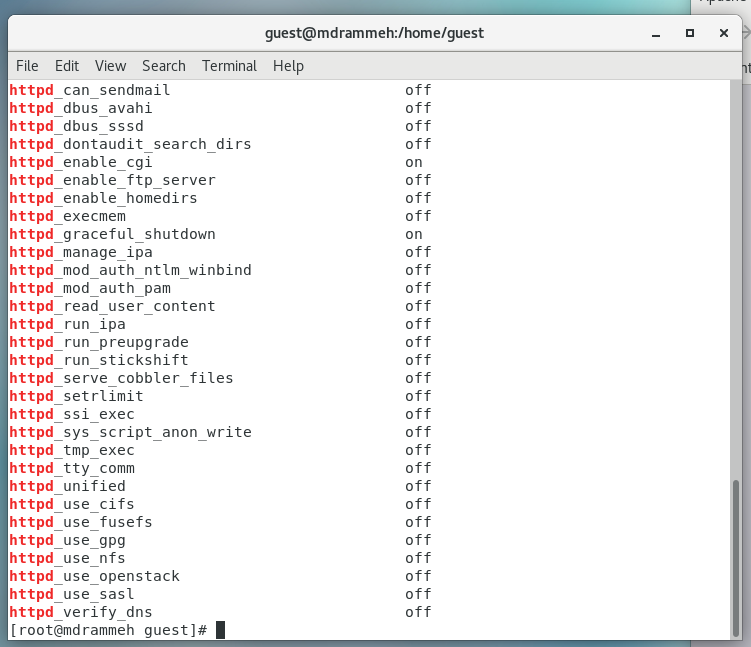 Apache
guest@mdrammeh:/home/guest
File Edit View Search Terminal Help
httpd_can_sendmail off
httpd_dbus_avahi off
httpd_dbus_sssd off
httpd_dontaudit_search_dirs off
httpd_enable_cgi on
httpd_enable_ftp_server off
httpd_enable_homedirs off
httpd_execmem off
httpd_graceful_shutdown on
httpd_manage_ipa off
httpd_mod_auth_ntlm_winbind off
httpd_mod_auth_pam off
httpd_read_user_content off
httpd_run_ipa off
httpd_run_preupgrade off
httpd_run_stickshift off
httpd_serve_cobbler_files off
httpd_setrlimit off
httpd_ssi_exec off
httpd_sys_script_anon_write off
httpd_tmp_exec off
httpd_tty_comm off
httpd_unified off
httpd_use_cifs off
httpd_use_fusefs off
httpd_use_gpg off
httpd_use_nfs off
httpd_use_openstack off
httpd_use_sasl off
httpd_verify_dns off
[root@mdrammeh guest]#